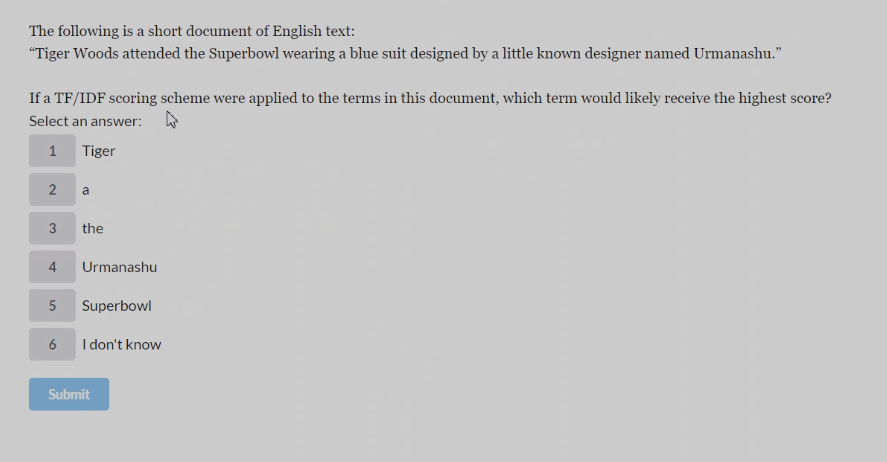 The following is a short document of English text:
“Tiger Woods attended the Superbowl wearing a blue suit designed by a little known designer named Urmanashu.”
If a TF/IDF scoring scheme were applied to the terms in this document, which term would likely receive the highest score?
Select an answer:
1 Tiger
2 a
3 the
4 Urmanashu
5 Superbowl
6 I don't know
Submit